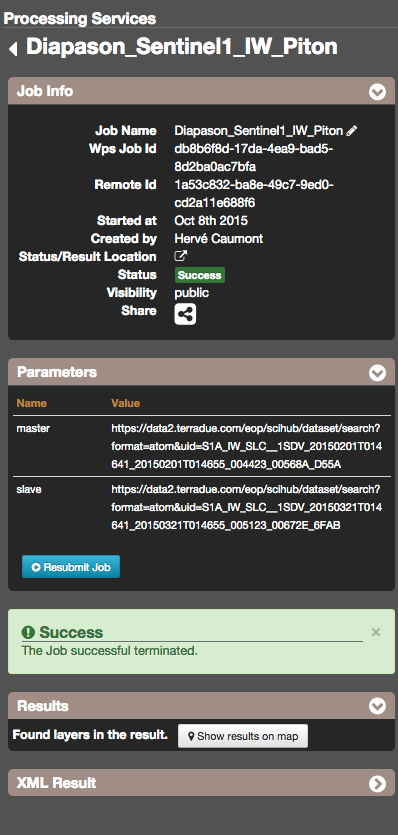 Processing Services
Diapason_Sentinel1_IW_Piton
Job Info
Job Name Diapason_Sentinel1_IW_Piton
Wps Job Id db8b6f8d-17da-4ea9-bad5-
8d2ba0ac7bfa
Remote Id 1a53c832-ba8e-49c7-9ed0-
cd2a11e688f6
Started at Oct 8th 2015
Created by Hervé Caumont
Status/Result Location
Status Success
Visibility public
Share
Parameters
Name Value
master https://data2.terradue.com/eop/scihub/dataset/search?
format=atom&uid=S1A_IW_SLC__1SDV_20150201T014
641_20150201T014655_004423_00568A_D55A
slave https://data2.terradue.com/eop/scihub/dataset/search?
format=atom&uid=S1A_IW_SLC__1SDV_20150321T014
641_20150321T014655_005123_00672E_6FAB
Resubmit Job
Success ×
The Job successful terminated.
Results
Found layers in the result. Show results on map
XML Result